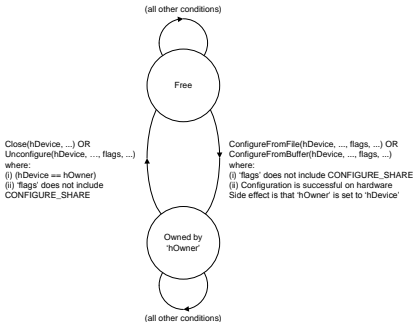 (all other conditions)
Free
Close(hDevice, ...) OR
Unconfigure(hDevice, ..., flags, ...)
where:
(i) (hDevice == hOwner)
(ii) 'flags' does not include
CONFIGURE_SHARE
ConfigureFromFile(hDevice, ..., flags, ...) OR
ConfigureFromBuffer(hDevice, ..., flags, ...)
where:
(i) 'flags' does not include CONFIGURE_SHARE
(ii) Configuration is successful on hardware
Side effect is that 'hOwner' is set to 'hDevice'
Owned by
'hOwner'
(all other conditions)